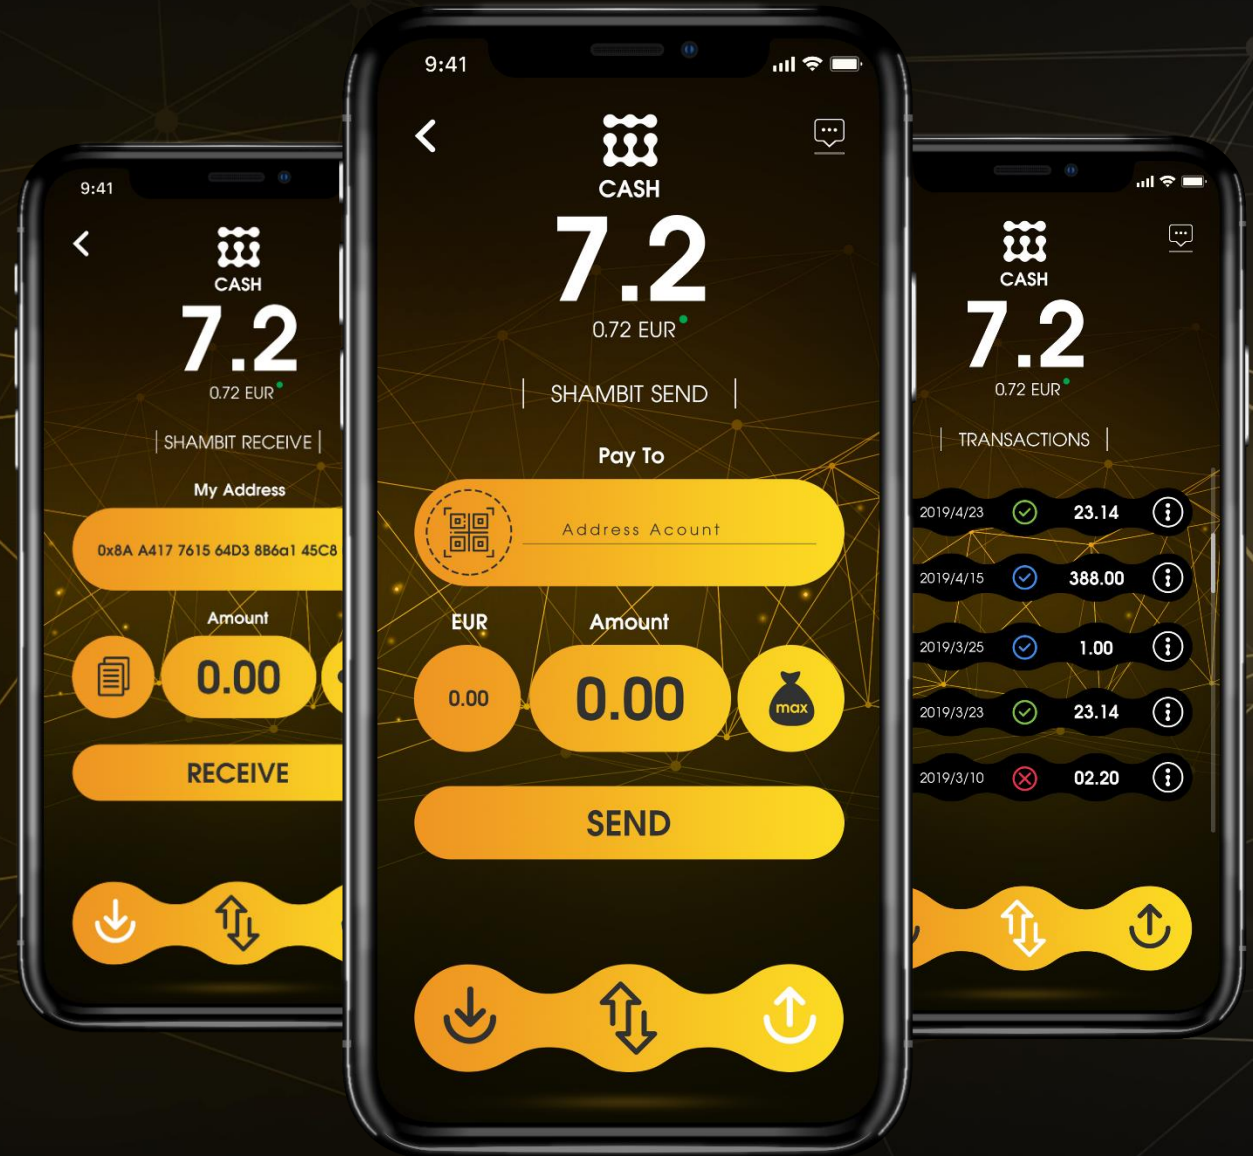 9:41
CASH
7.2
0.72 EUR
SHAMBIT RECEIVE
My Address
0x8A A417 7615 64D3 8B6a1 45C8
Amount
0.00
RECEIVE
9:41
CASH
7.2
0.72 EUR
SHAMBIT SEND
Pay To
Address Acount
EUR
Amount
0.00
0.00
max
SEND
CASH
7.2
0.72 EUR
TRANSACTIONS
2019/4/23 23.14
2019/4/15 388.00
2019/3/25 1.00
2019/3/23 23.14
2019/3/10 02.20